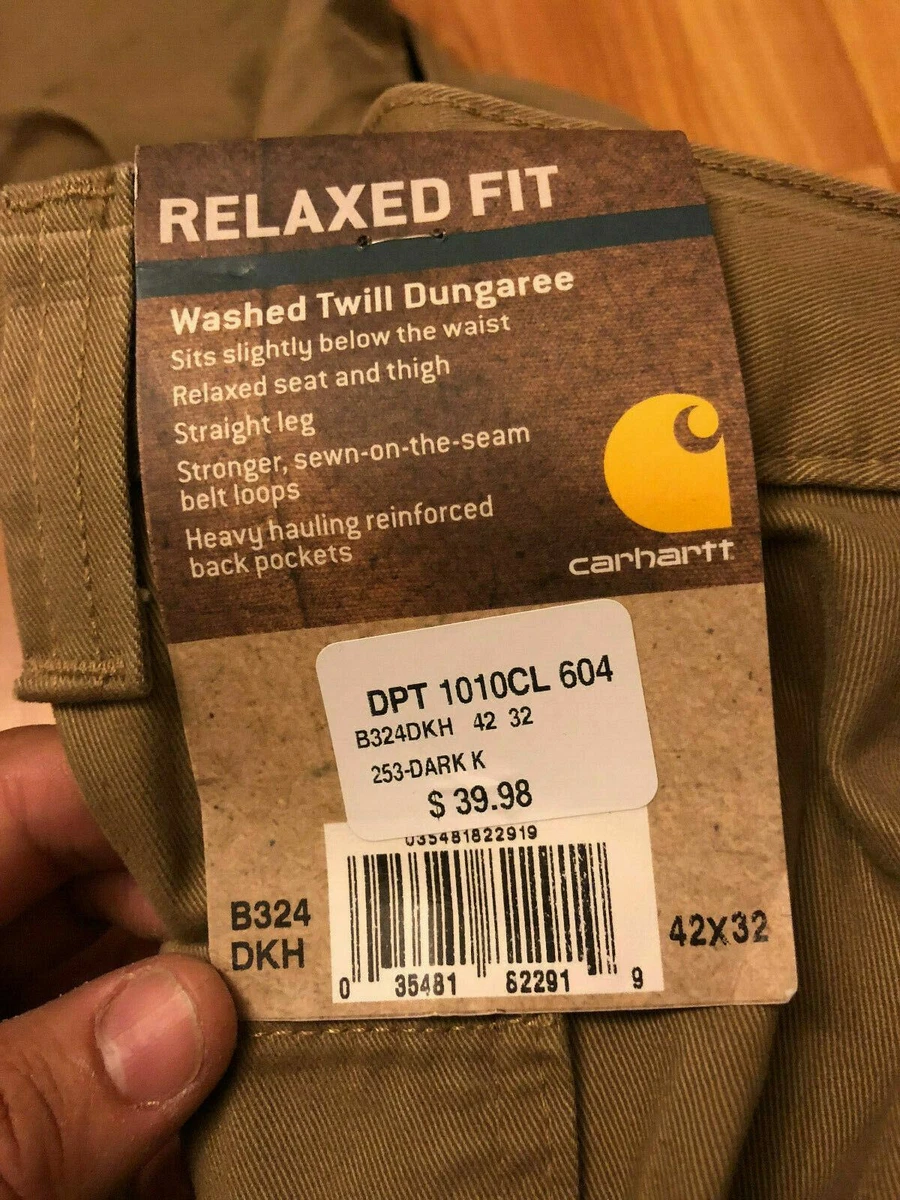 RELAXED FIT
Washed Twill Dungaree
Sits slightly below the waist
Relaxed seat and thigh
Straight leg
Stronger, sewn-on-the-seam
belt loops
Heavy hauling reinforced
back pockets
carhartt
DPT 1010CL 604
B324DKH 42 32
253-DARK K
$ 39.98
035481822919
B324
DKH
42X32
0 35481 82291 9